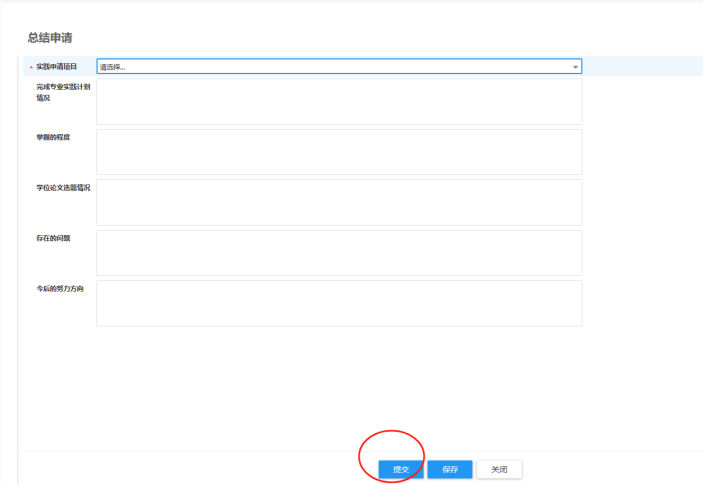 总结申请
* 实践申请项目
请选择...
完成专业实践计划
情况
掌握的程度
学位论文选题情况
存在的问题
今后的努力方向
提交 保存 关闭